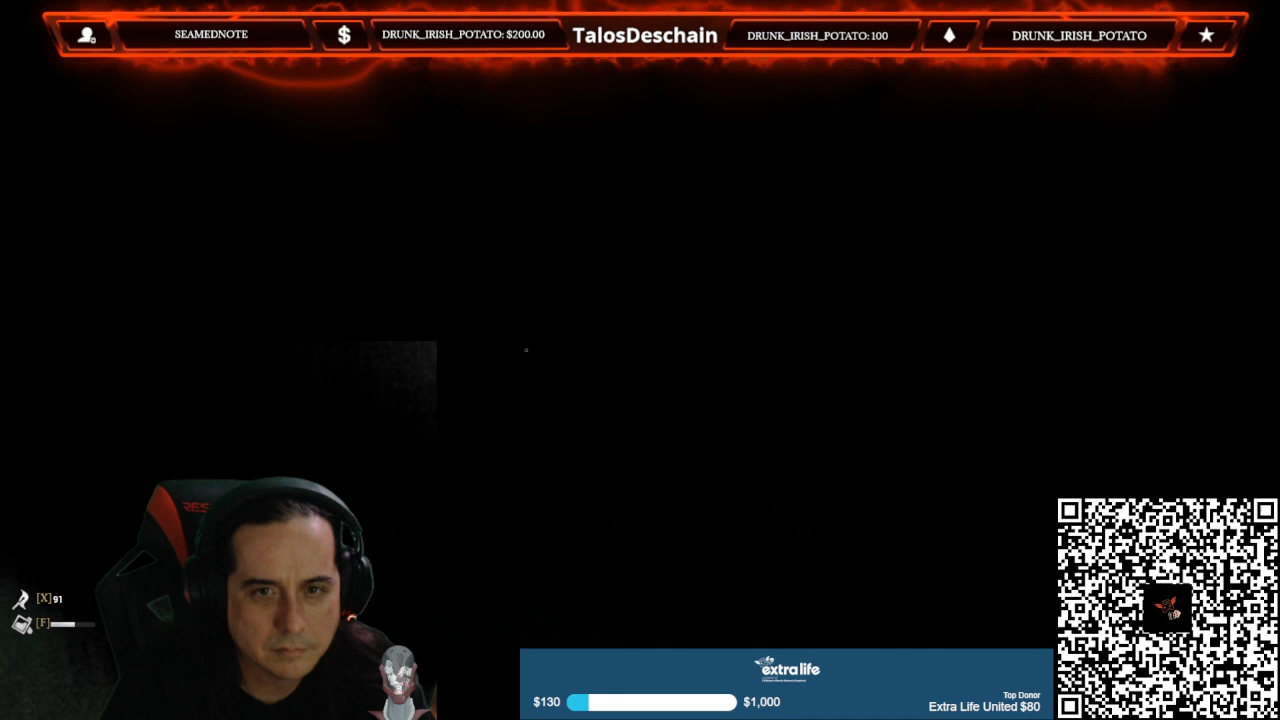 SEAMEDNOTE
DRUNK_IRISH_POTATO: $200.00
TalosDeschain
DRUNK_IRISH_POTATO: 100
DRUNK_IRISH_POTATO
[X] 91
[F]
extra life
$130
$1,000
Top Donor
Extra Life United $80